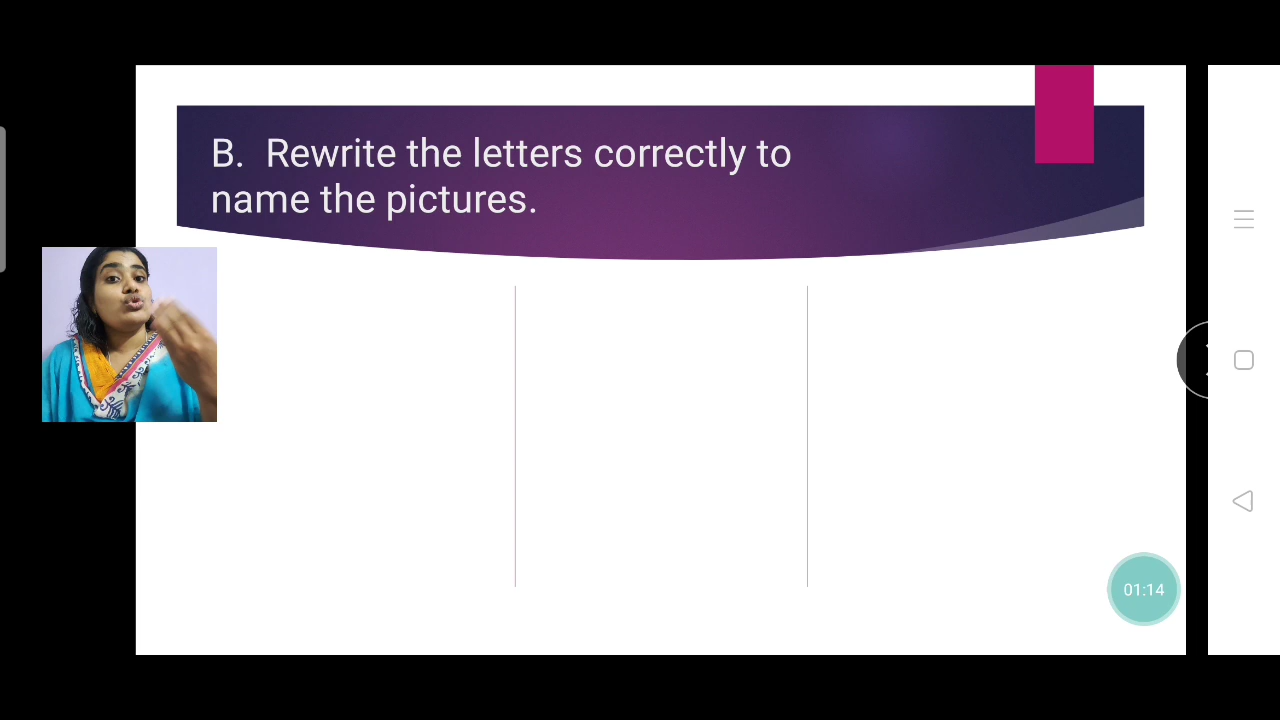 B. Rewrite the letters correctly to
name the pictures.
01:14